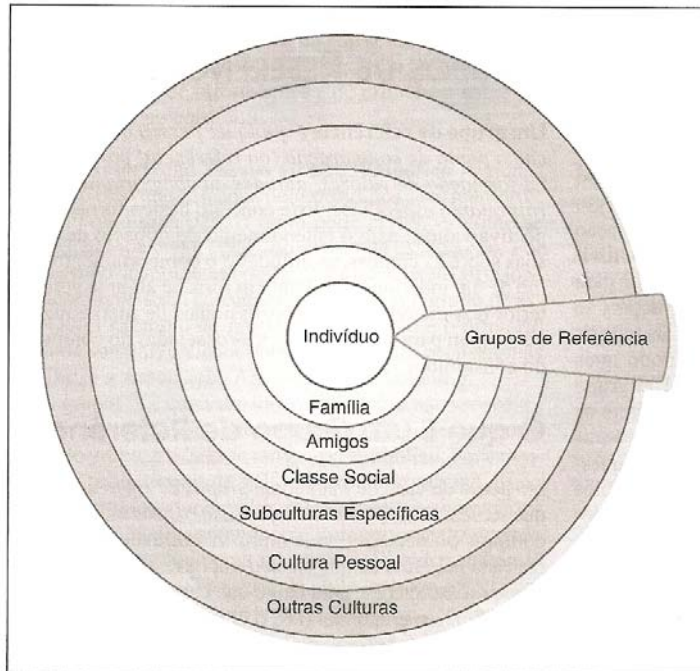 Indivíduo
Grupos de Referência
Família
Amigos
Classe Social
Subculturas Específicas
Cultura Pessoal
Outras Culturas